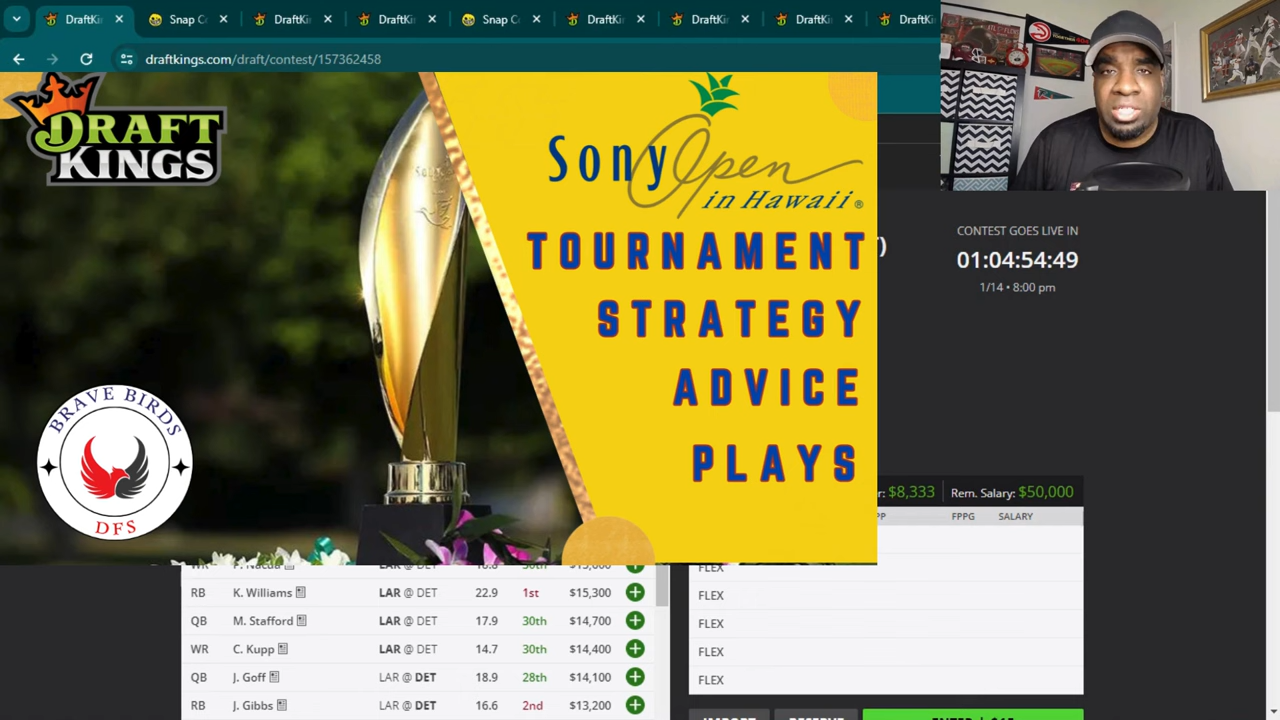 DraftKi
Snap C
DraftKi
DraftKi
Snap C
DraftKi
DraftKi
DraftKi
DraftKi
draftkings.com/draft/contest/157362458
DRAFT
KINGS
Sony Open
in Hawaii®
TOURNAMENT
STRATEGY
ADVICE
PLAYS
BRAVE BIRDS
DFS
CONTEST GOES LIVE IN
01:04:54:49
1/14 • 8:00 pm
$8,333 Rem. Salary: $50,000
PP FPPG SALARY
RB K. Williams LAR @ DET 22.9 1st $15,300
QB M. Stafford LAR @ DET 17.9 30th $14,700
WR C. Kupp LAR @ DET 14.7 30th $14,400
QB J. Goff LAR @ DET 18.9 28th $14,100
RB J. Gibbs LAR @ DET 16.6 2nd $13,200
FLEX
FLEX
FLEX
FLEX
FLEX